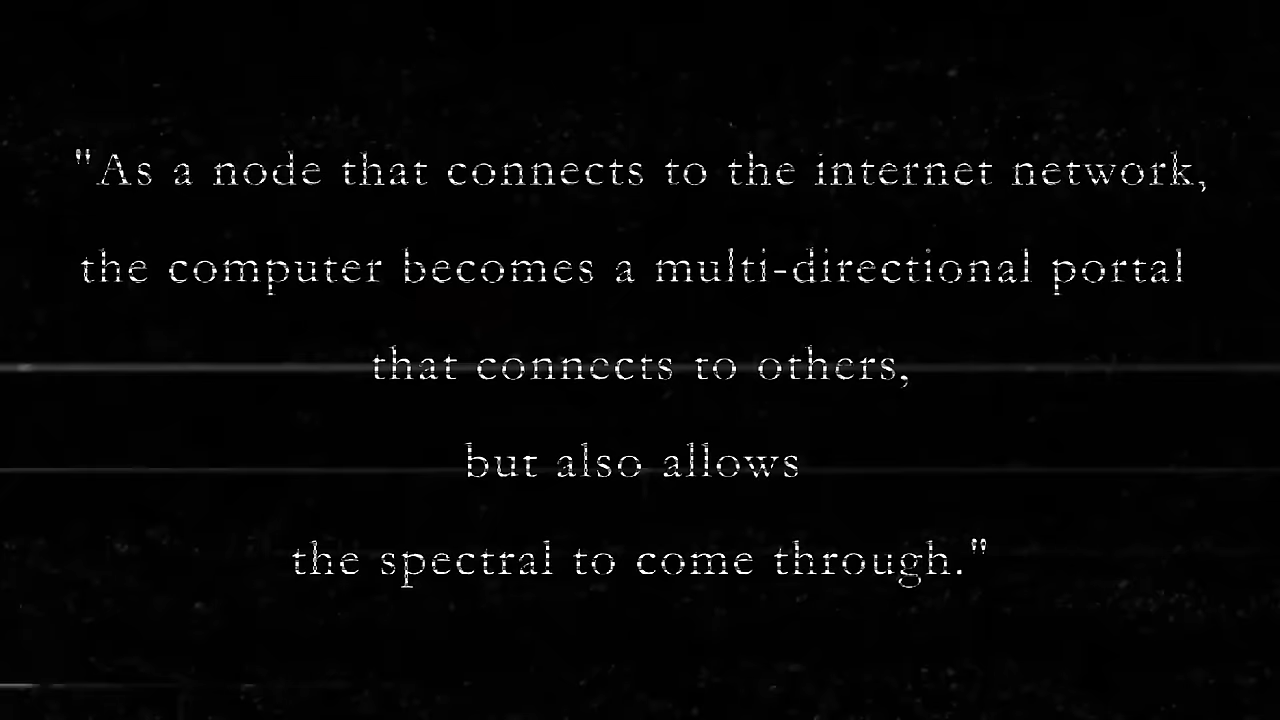 "As a node that connects to the internet network,
the computer becomes a multi-directional portal
that connects to others,
but also allows
the spectral to come through."